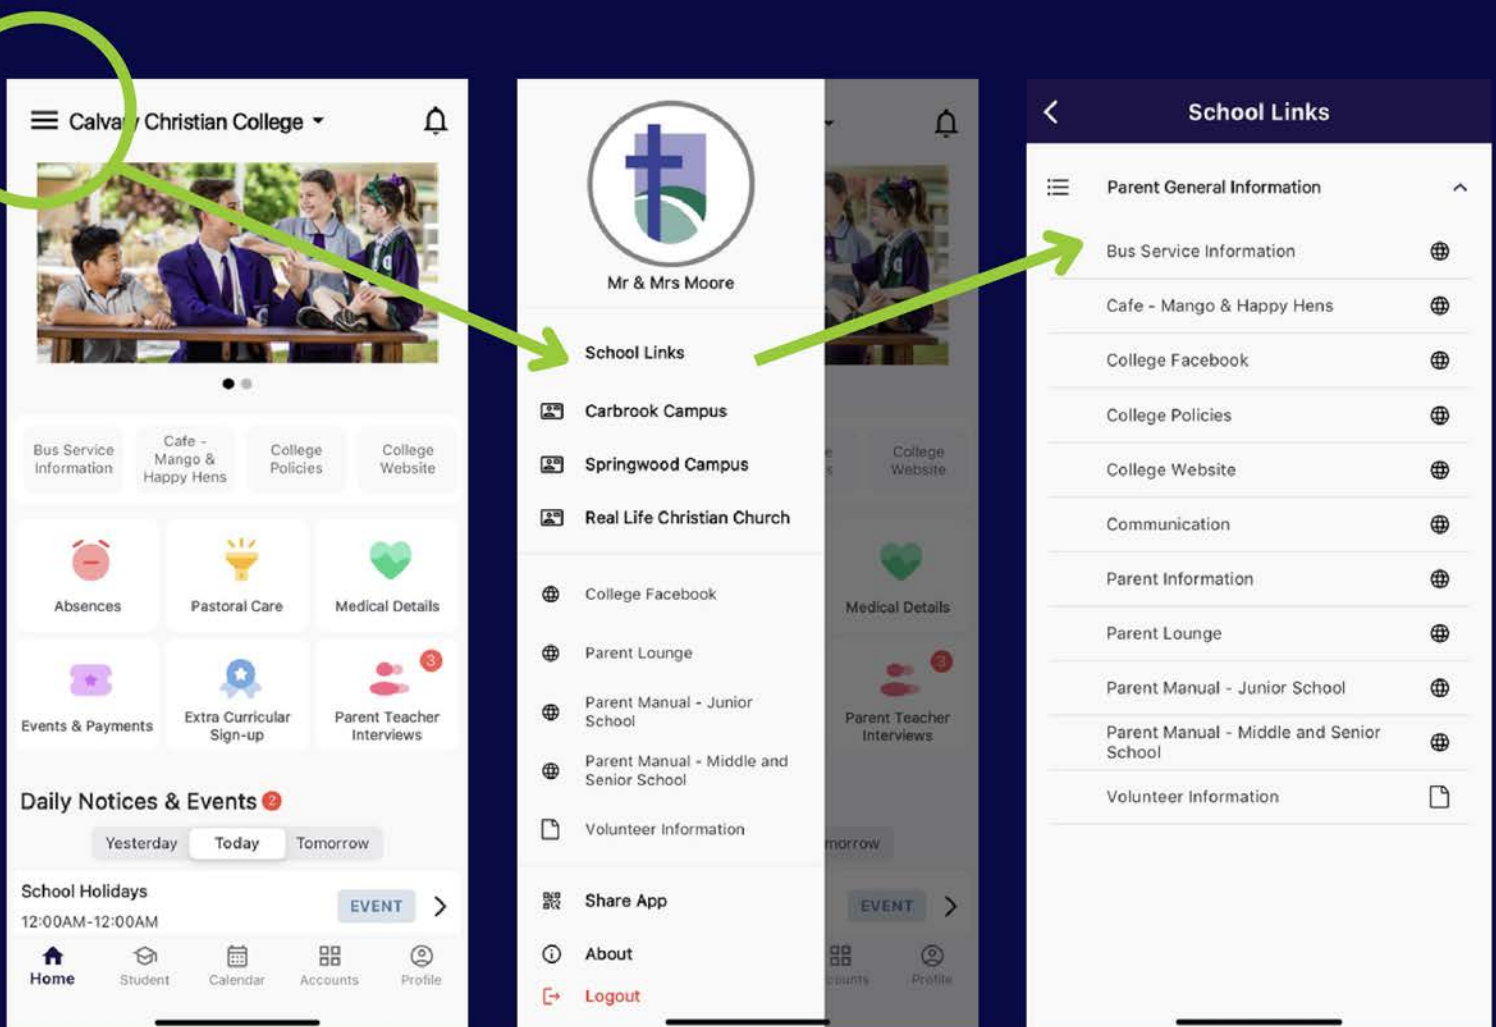 Calvary Christian College
Bus Service
Information
Cafe -
Mango &
Happy Hens
College
Policies
College
Website
Absences
Pastoral Care
Medical Details
3
Events & Payments
Extra Curricular
Sign-up
Parent Teacher
Interviews
Daily Notices & Events 2
Yesterday
Today
Tomorrow
School Holidays
12:00AM-12:00AM
EVENT
Home
Student
Calendar
Accounts
Profile
Mr & Mrs Moore
School Links
Carbrook Campus
Springwood Campus
Real Life Christian Church
College Facebook
Parent Lounge
Parent Manual - Junior
School
Parent Manual - Middle and
Senior School
Volunteer Information
Share App
About
Logout
e
s
College
Website
Medical Details
3
Parent Teacher
Interviews
morrow
EVENT
counts
Profile
School Links
Parent General Information
Bus Service Information
Cafe - Mango & Happy Hens
College Facebook
College Policies
College Website
Communication
Parent Information
Parent Lounge
Parent Manual - Junior School
Parent Manual - Middle and Senior
School
Volunteer Information